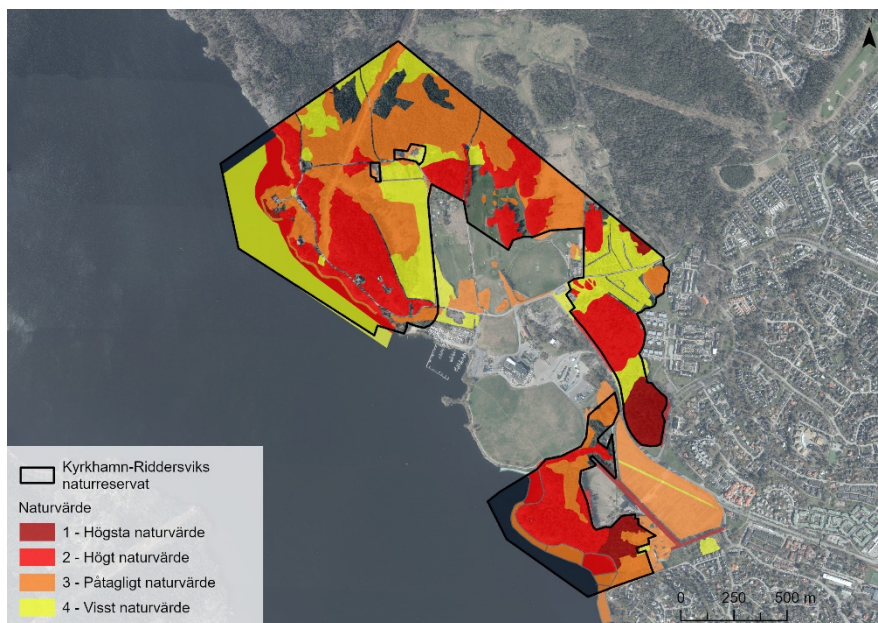 Kyrkhamn-Riddersviks
naturreservat
Naturvärde
1 - Högsta naturvärde
2 - Högt naturvärde
3 - Påtagligt naturvärde
4 - Visst naturvärde
0 250 500 m